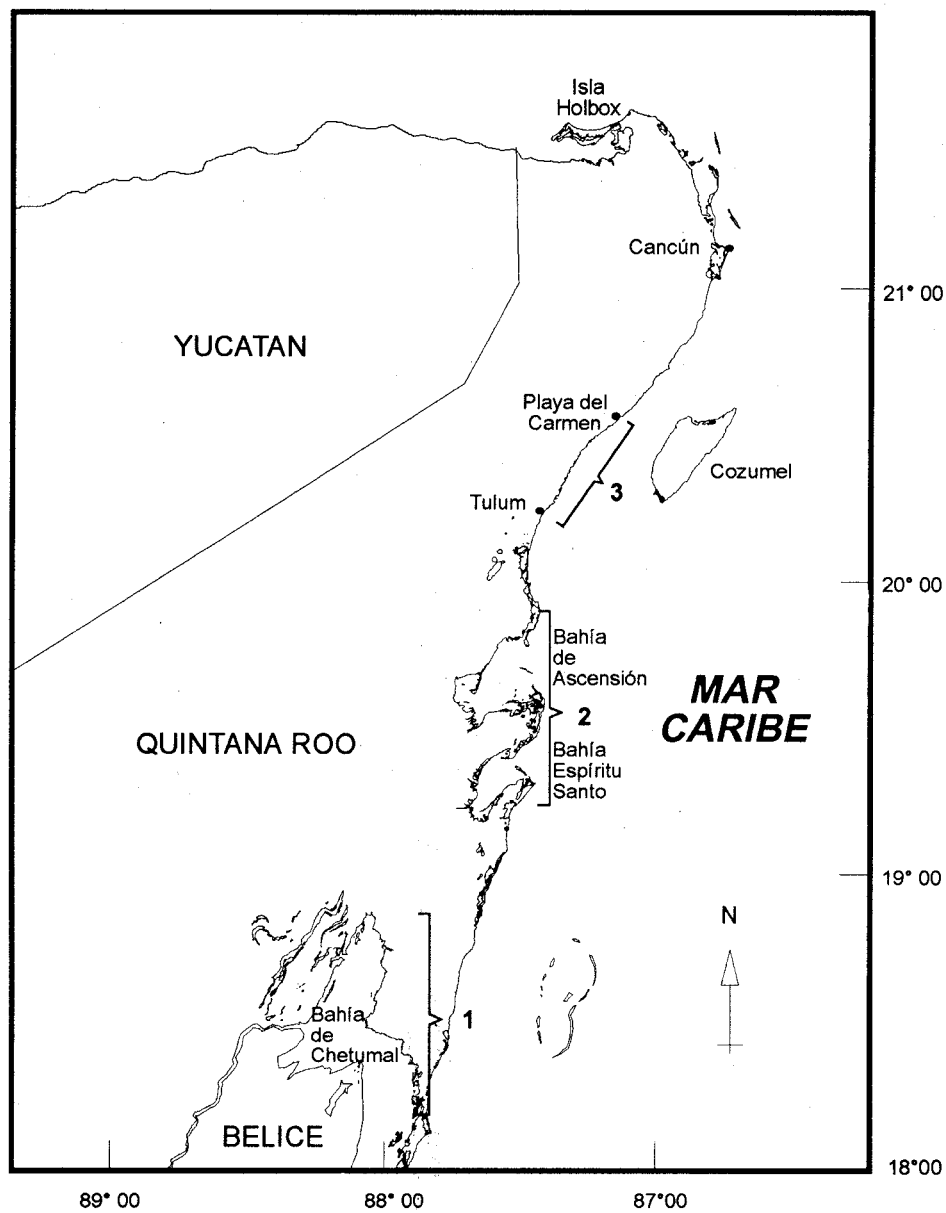 Isla
Holbox
Cancún
21° 00
YUCATAN
Playa del
Carmen
Cozumel
3
Tulum
20° 00
Bahía
de
Ascensión
MAR
CARIBE
2
QUINTANA ROO
Bahía
Espíritu
Santo
19° 00
N
1
Bahía
de
Chetumal
BELICE
18°00
89° 00
88° 00
87° 00